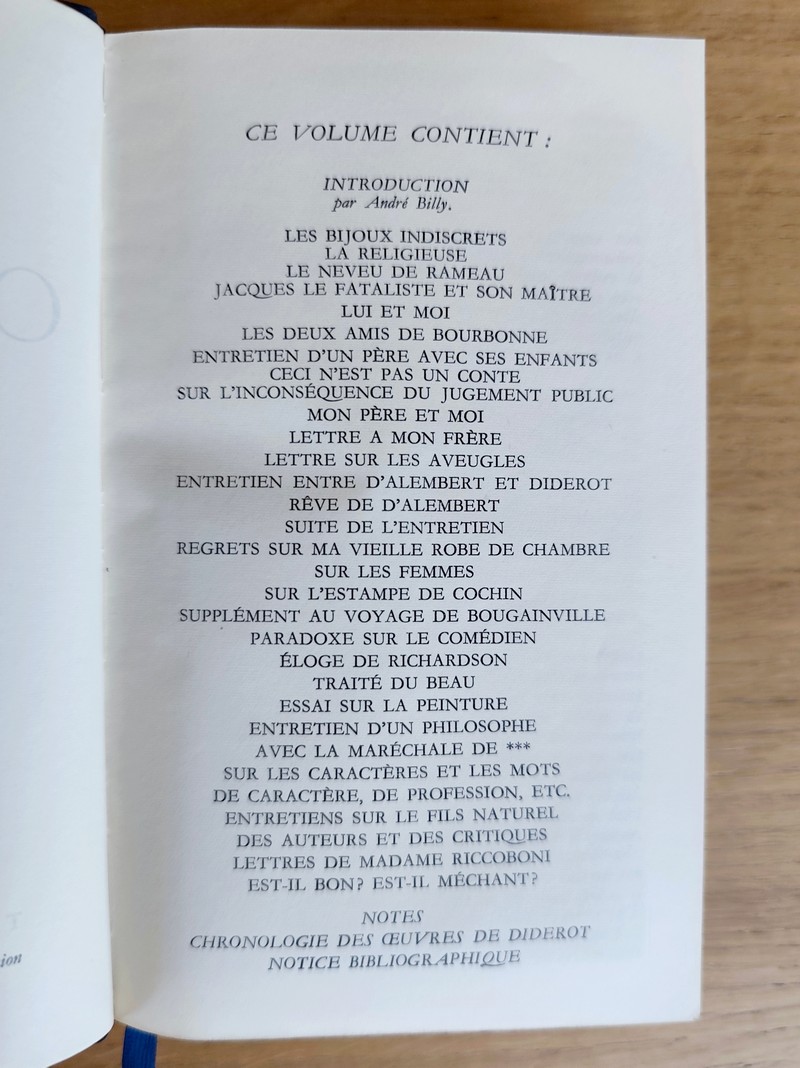 CE VOLUME CONTIENT :
INTRODUCTION
par André Billy.
LES BIJOUX INDISCRETS
LA RELIGIEUSE
LE NEVEU DE RAMEAU
JACQUES LE FATALISTE ET SON MAÎTRE
LUI ET MOI
LES DEUX AMIS DE BOURBONNE
ENTRETIEN D'UN PÈRE AVEC SES ENFANTS
CECI N'EST PAS UN CONTE
SUR L'INCONSÉQUENCE DU JUGEMENT PUBLIC
MON PÈRE ET MOI
LETTRE A MON FRÈRE
LETTRE SUR LES AVEUGLES
ENTRETIEN ENTRE D'ALEMBERT ET DIDEROT
RÊVE DE D'ALEMBERT
SUITE DE L'ENTRETIEN
REGRETS SUR MA VIEILLE ROBE DE CHAMBRE
SUR LES FEMMES
SUR L'ESTAMPE DE COCHIN
SUPPLÉMENT AU VOYAGE DE BOUGAINVILLE
PARADOXE SUR LE COMÉDIEN
ÉLOGE DE RICHARDSON
TRAITÉ DU BEAU
ESSAI SUR LA PEINTURE
ENTRETIEN D'UN PHILOSOPHE
AVEC LA MARÉCHALE DE ***
SUR LES CARACTÈRES ET LES MOTS
DE CARACTÈRE, DE PROFESSION, ETC.
ENTRETIENS SUR LE FILS NATUREL
DES AUTEURS ET DES CRITIQUES
LETTRES DE MADAME RICCOBONI
EST-IL BON? EST-IL MÉCHANT?
NOTES
CHRONOLOGIE DES ŒUVRES DE DIDEROT
NOTICE BIBLIOGRAPHIQUE